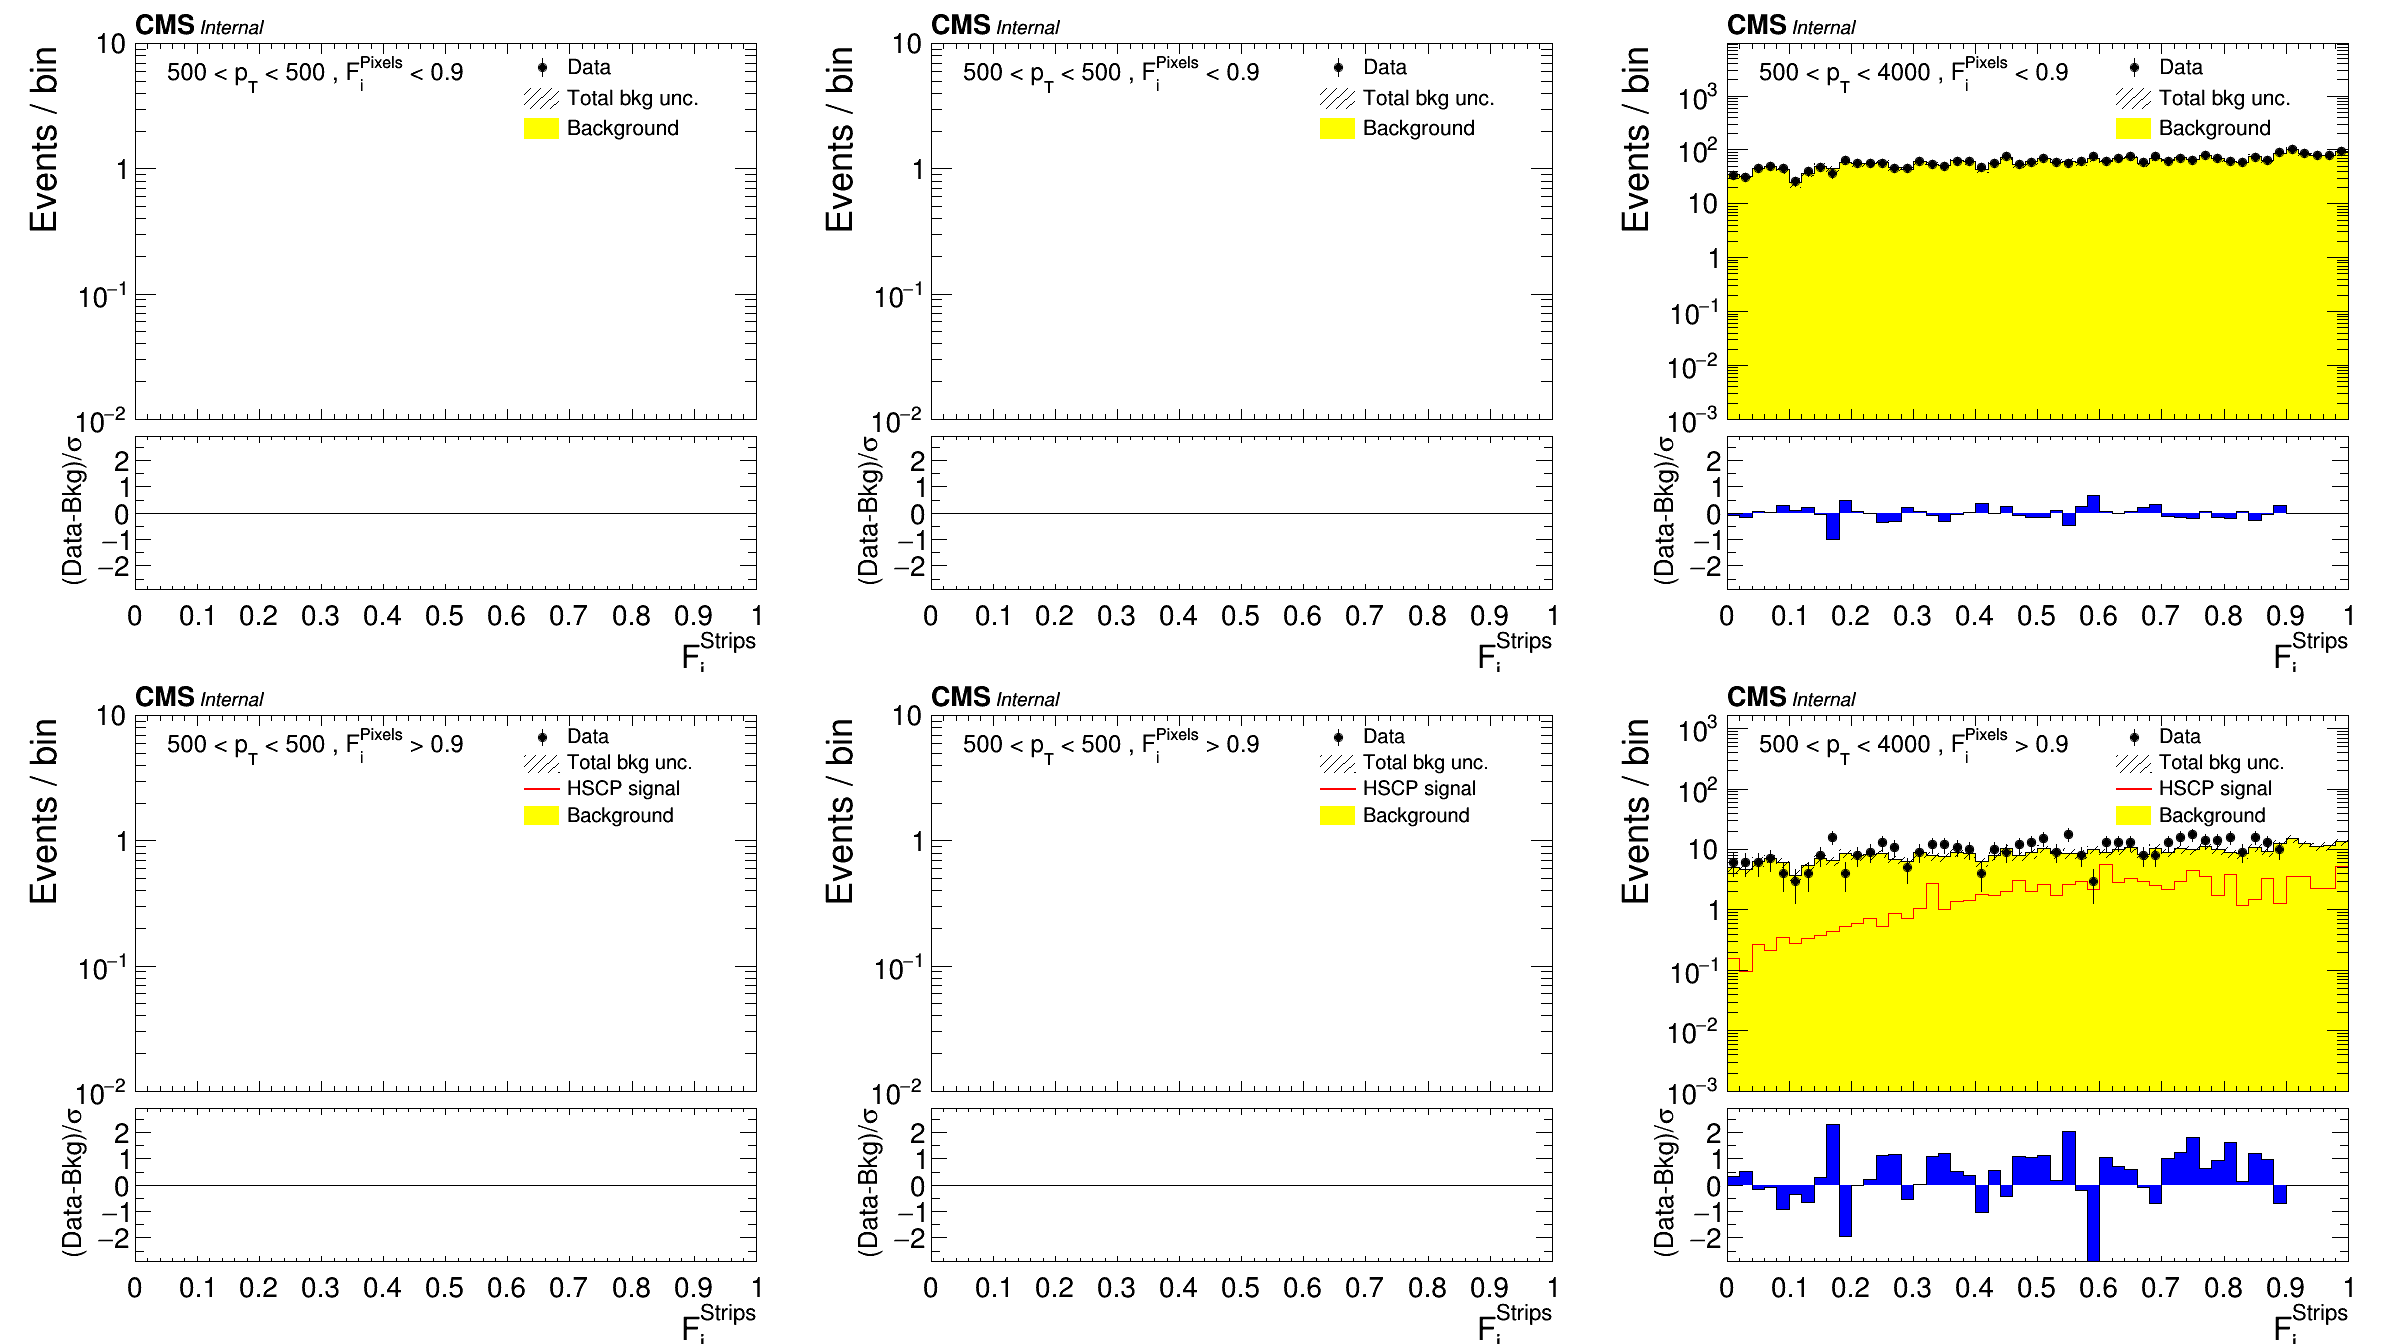 CMS Internal
Events / bin
10
1
10⁻¹
10⁻²
500 < p_T < 500 , F_i^Pixels < 0.9
Data
Total bkg unc.
Background
(Data-Bkg)/σ
2
1
0
−1
−2
0 0.1 0.2 0.3 0.4 0.5 0.6 0.7 0.8 0.9 1
F_i^Strips
CMS Internal
Events / bin
10
1
10⁻¹
10⁻²
500 < p_T < 500 , F_i^Pixels < 0.9
Data
Total bkg unc.
Background
(Data-Bkg)/σ
2
1
0
−1
−2
0 0.1 0.2 0.3 0.4 0.5 0.6 0.7 0.8 0.9 1
F_i^Strips
CMS Internal
Events / bin
10³
10²
10
1
10⁻¹
10⁻²
10⁻³
500 < p_T < 4000 , F_i^Pixels < 0.9
Data
Total bkg unc.
Background
(Data-Bkg)/σ
2
1
0
−1
−2
0 0.1 0.2 0.3 0.4 0.5 0.6 0.7 0.8 0.9 1
F_i^Strips
CMS Internal
Events / bin
10
1
10⁻¹
10⁻²
500 < p_T < 500 , F_i^Pixels > 0.9
Data
Total bkg unc.
HSCP signal
Background
(Data-Bkg)/σ
2
1
0
−1
−2
0 0.1 0.2 0.3 0.4 0.5 0.6 0.7 0.8 0.9 1
F_i^Strips
CMS Internal
Events / bin
10
1
10⁻¹
10⁻²
500 < p_T < 500 , F_i^Pixels > 0.9
Data
Total bkg unc.
HSCP signal
Background
(Data-Bkg)/σ
2
1
0
−1
−2
0 0.1 0.2 0.3 0.4 0.5 0.6 0.7 0.8 0.9 1
F_i^Strips
CMS Internal
Events / bin
10³
10²
10
1
10⁻¹
10⁻²
10⁻³
500 < p_T < 4000 , F_i^Pixels > 0.9
Data
Total bkg unc.
HSCP signal
Background
(Data-Bkg)/σ
2
1
0
−1
−2
0 0.1 0.2 0.3 0.4 0.5 0.6 0.7 0.8 0.9 1
F_i^Strips